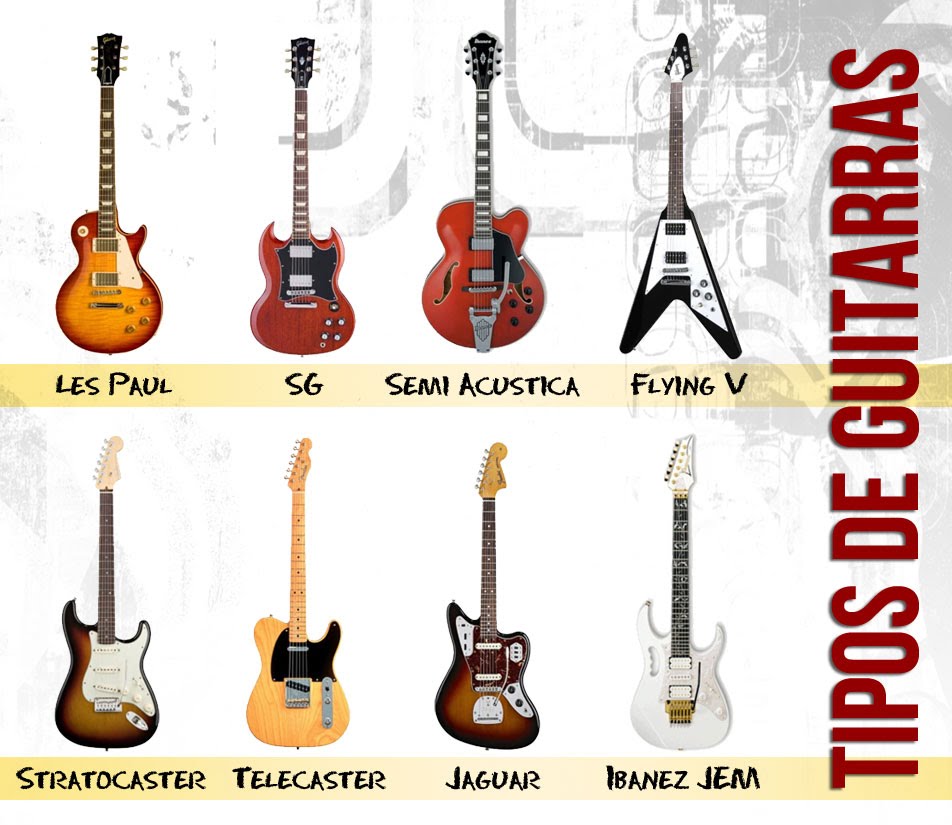 LES PAUL
SG
SEMI ACUSTICA
FLYING V
STRATOCASTER
TELECASTER
JAGUAR
IBANEZ JEM
TIPOS DE GUITARRAS